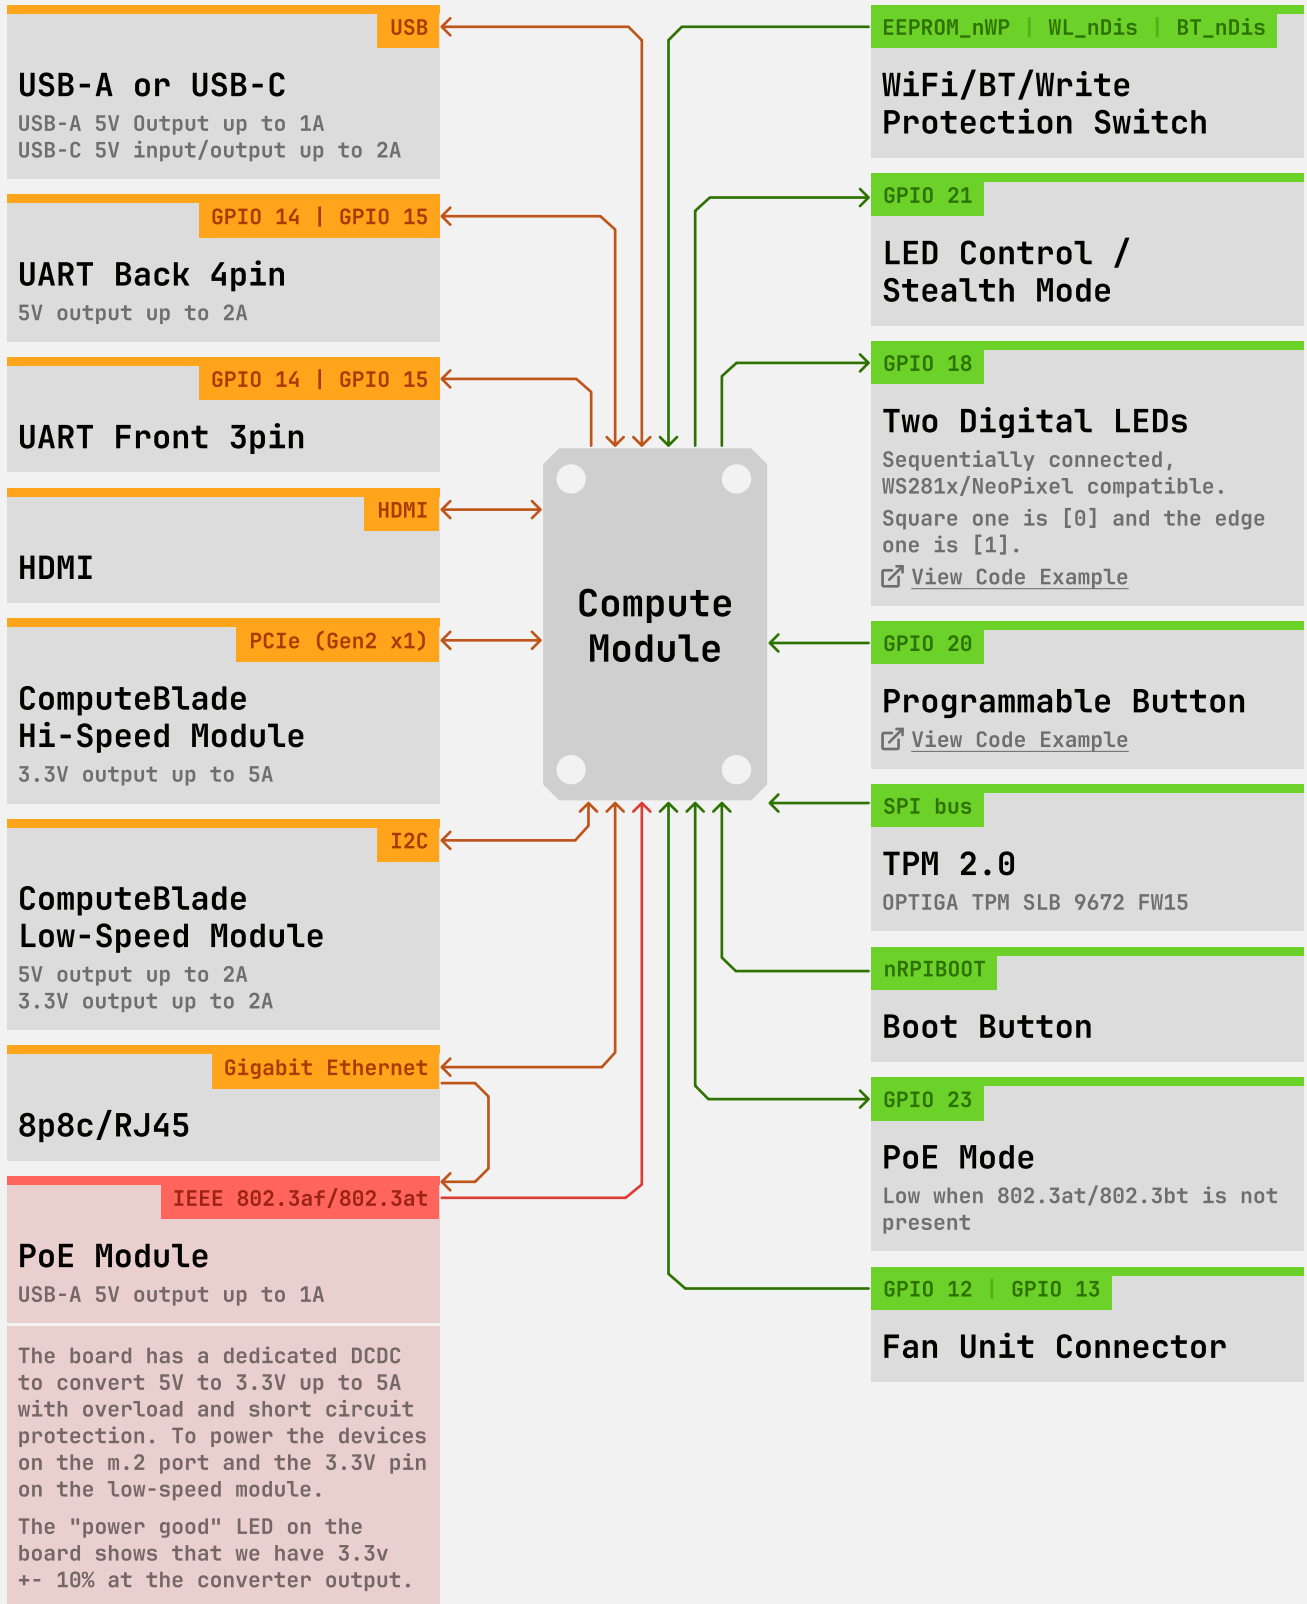 USB
USB-A or USB-C
USB-A 5V Output up to 1A
USB-C 5V input/output up to 2A
GPIO 14 | GPIO 15
UART Back 4pin
5V output up to 2A
GPIO 14 | GPIO 15
UART Front 3pin
HDMI
HDMI
PCIe (Gen2 x1)
ComputeBlade
Hi-Speed Module
3.3V output up to 5A
I2C
ComputeBlade
Low-Speed Module
5V output up to 2A
3.3V output up to 2A
Gigabit Ethernet
8p8c/RJ45
IEEE 802.3af/802.3at
PoE Module
USB-A 5V output up to 1A
The board has a dedicated DCDC
to convert 5V to 3.3V up to 5A
with overload and short circuit
protection. To power the devices
on the m.2 port and the 3.3V pin
on the low-speed module.
The "power good" LED on the
board shows that we have 3.3v
+- 10% at the converter output.
Compute
Module
EEPROM_nWP | WL_nDis | BT_nDis
WiFi/BT/Write
Protection Switch
GPIO 21
LED Control /
Stealth Mode
GPIO 18
Two Digital LEDs
Sequentially connected,
WS281x/NeoPixel compatible.
Square one is [0] and the edge
one is [1].
View Code Example
GPIO 20
Programmable Button
View Code Example
SPI bus
TPM 2.0
OPTIGA TPM SLB 9672 FW15
nRPIBOOT
Boot Button
GPIO 23
PoE Mode
Low when 802.3at/802.3bt is not
present
GPIO 12 | GPIO 13
Fan Unit Connector